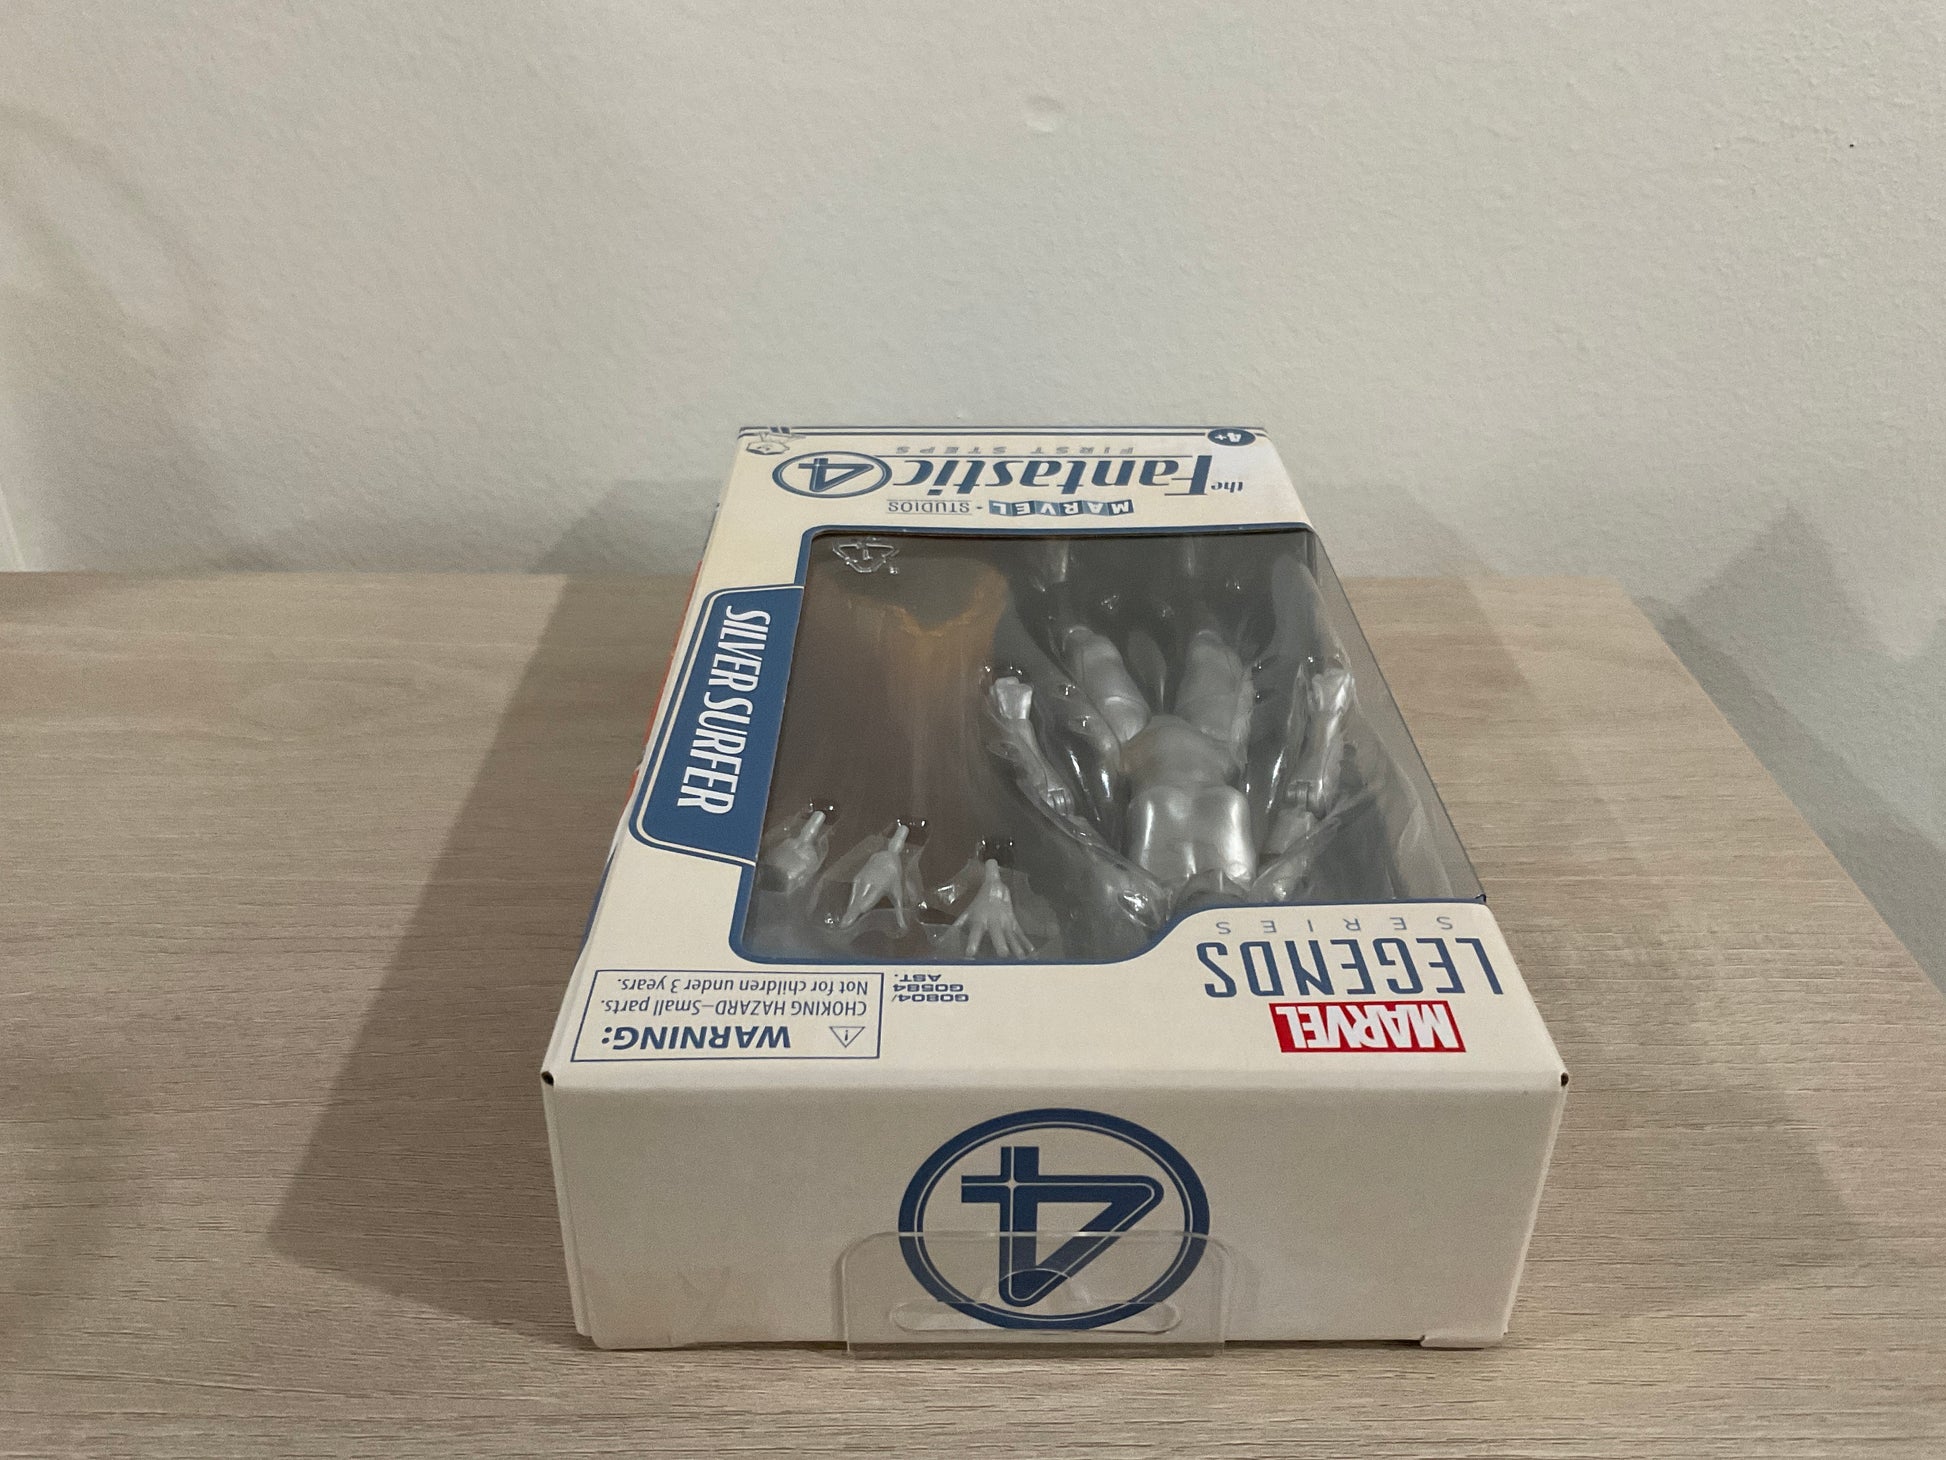 MARVEL
LEGENDS
SERIES
⚠ WARNING:
CHOKING HAZARD—Small parts.
Not for children under 3 years.
G0804/
G0584
AST.
SILVER SURFER
MARVEL • STUDIOS
the Fantastic 4
FIRST STEPS
4+
4